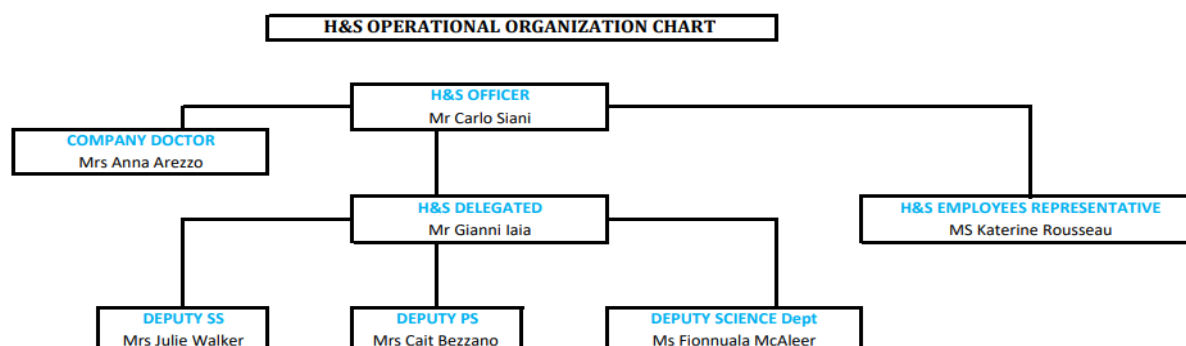 H&S OPERATIONAL ORGANIZATION CHART
H&S OFFICER
Mr Carlo Siani
COMPANY DOCTOR
Mrs Anna Arezzo
H&S DELEGATED
Mr Gianni Iaia
H&S EMPLOYEES REPRESENTATIVE
MS Katerine Rousseau
DEPUTY SS
Mrs Julie Walker
DEPUTY PS
Mrs Cait Bezzano
DEPUTY SCIENCE Dept
Ms Fionnuala McAleer